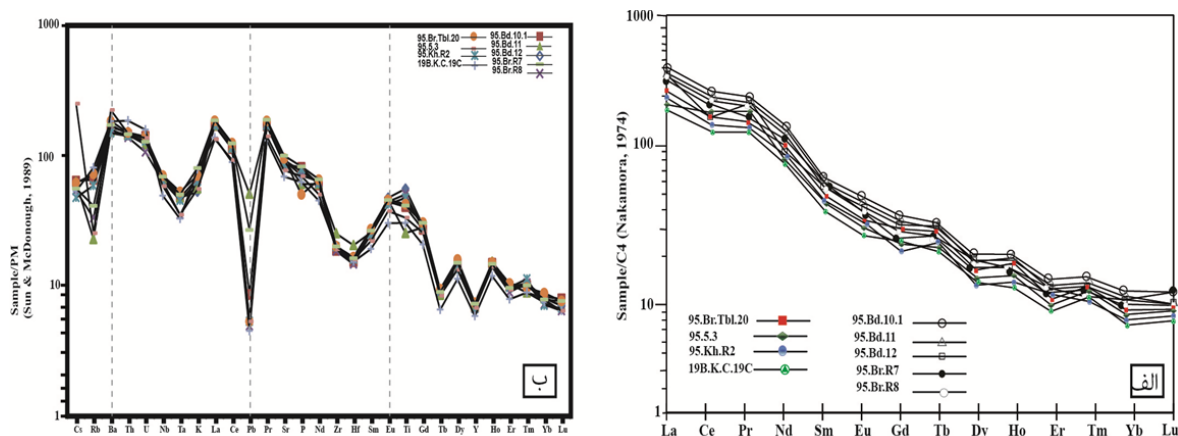 1000
100
10
1
Sample/PM
(Sun & McDonough, 1989)
95.Br.Tbl.20
95.5.3
95.Kh.R2
19B.K.C.19C
95.Bd.10.1
95.Bd.11
95.Bd.12
95.Br.R7
95.Br.R8
Cs Rb Ba Th U Nb Ta K La Ce Pb Pr Sr P Nd Zr Hf Sm Eu Ti Gd Tb Dy Y Ho Er Tm Yb Lu
ب
1000
100
10
1
Sample/C4 (Nakamora, 1974)
95.Br.Tbl.20
95.5.3
95.Kh.R2
19B.K.C.19C
95.Bd.10.1
95.Bd.11
95.Bd.12
95.Br.R7
95.Br.R8
الف
La Ce Pr Nd Sm Eu Gd Tb Dy Ho Er Tm Yb Lu